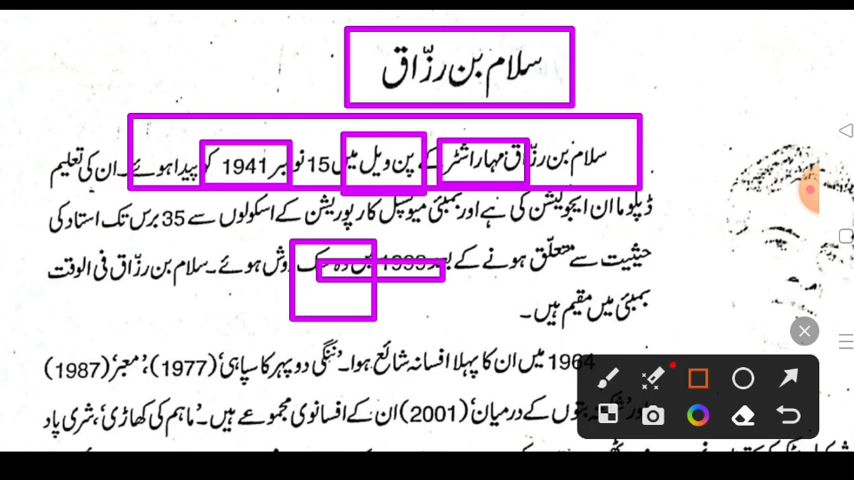 سلام بن رزّاق
سلام بن رزّاق مہاراشٹر کے پن ویل میں 15 نومبر 1941 کو پیدا ہوئے۔ ان کی تعلیم
ڈپلوما ان ایجوکیشن کی ہے اور بمبئی میونسپل کارپوریشن کے اسکولوں سے 35 برس تک استاد کی
حیثیت سے متعلّق ہونے کے بعد 1999 میں وہ سبک دوش ہوئے۔ سلام بن رزّاق فی الوقت
بمبئی میں مقیم ہیں۔
1964 میں ان کا پہلا افسانہ شائع ہوا۔ 'ننگی دوپہر کا سپاہی' (1977)، 'معبر' (1987)
اور 'شکستہ بتوں کے درمیان' (2001) ان کے افسانوی مجموعے ہیں۔ 'ماہم کی کھاڑی'، شری پاد